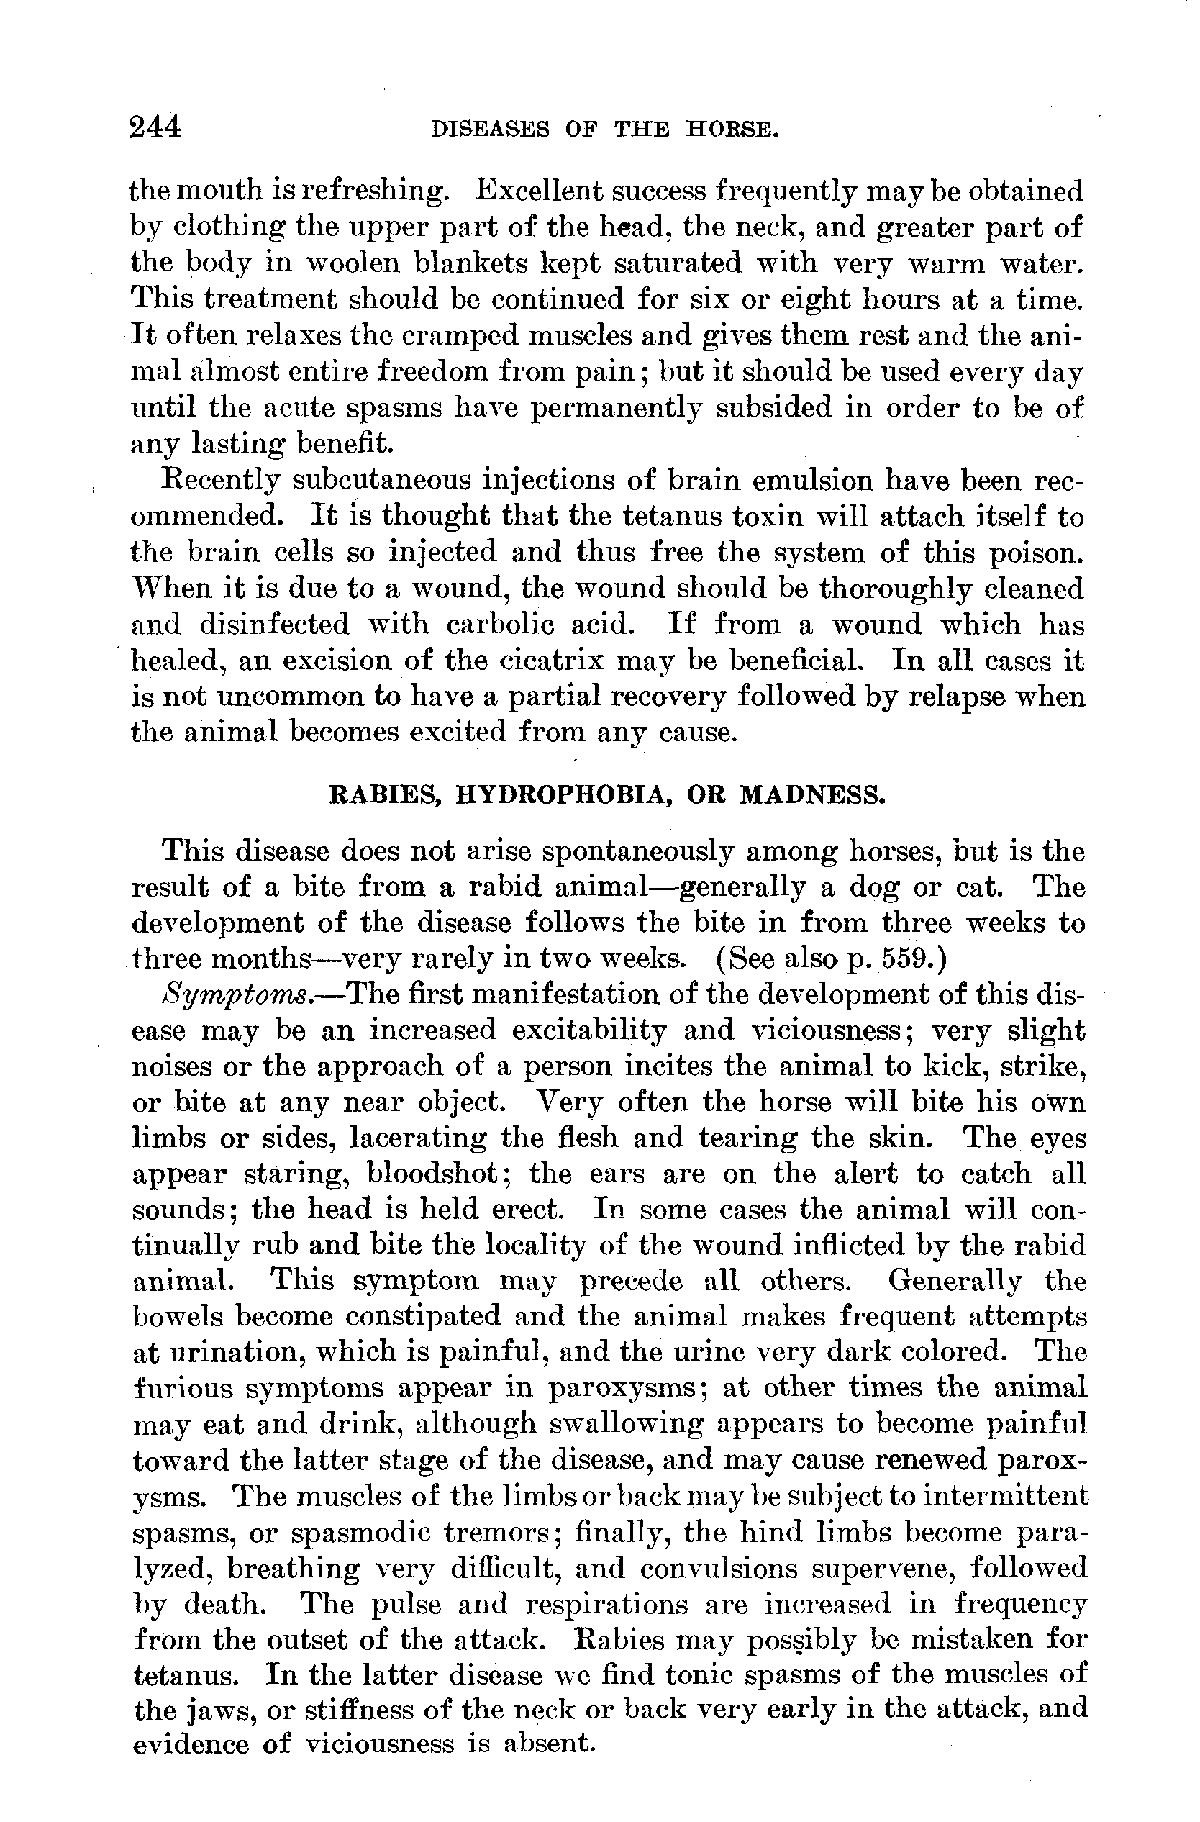 244 DISEASES OF THE HORSE.
the mouth is refreshing. Excellent success frequently may be obtained
by clothing the upper part of the head, the neck, and greater part of
the body in woolen blankets kept saturated with very warm water.
This treatment should be continued for six or eight hours at a time.
It often relaxes the cramped muscles and gives them rest and the ani-
mal almost entire freedom from pain; but it should be used every day
until the acute spasms have permanently subsided in order to be of
any lasting benefit.
Recently subcutaneous injections of brain emulsion have been rec-
ommended. It is thought that the tetanus toxin will attach itself to
the brain cells so injected and thus free the system of this poison.
When it is due to a wound, the wound should be thoroughly cleaned
and disinfected with carbolic acid. If from a wound which has
healed, an excision of the cicatrix may be beneficial. In all cases it
is not uncommon to have a partial recovery followed by relapse when
the animal becomes excited from any cause.
RABIES, HYDROPHOBIA, OR MADNESS.
This disease does not arise spontaneously among horses, but is the
result of a bite from a rabid animal—generally a dog or cat. The
development of the disease follows the bite in from three weeks to
three months—very rarely in two weeks. (See also p. 559.)
Symptoms.—The first manifestation of the development of this dis-
ease may be an increased excitability and viciousness; very slight
noises or the approach of a person incites the animal to kick, strike,
or bite at any near object. Very often the horse will bite his own
limbs or sides, lacerating the flesh and tearing the skin. The eyes
appear staring, bloodshot; the ears are on the alert to catch all
sounds; the head is held erect. In some cases the animal will con-
tinually rub and bite the locality of the wound inflicted by the rabid
animal. This symptom may precede all others. Generally the
bowels become constipated and the animal makes frequent attempts
at urination, which is painful, and the urine very dark colored. The
furious symptoms appear in paroxysms; at other times the animal
may eat and drink, although swallowing appears to become painful
toward the latter stage of the disease, and may cause renewed parox-
ysms. The muscles of the limbs or back may be subject to intermittent
spasms, or spasmodic tremors; finally, the hind limbs become para-
lyzed, breathing very difficult, and convulsions supervene, followed
by death. The pulse and respirations are increased in frequency
from the outset of the attack. Rabies may possibly be mistaken for
tetanus. In the latter disease we find tonic spasms of the muscles of
the jaws, or stiffness of the neck or back very early in the attack, and
evidence of viciousness is absent.